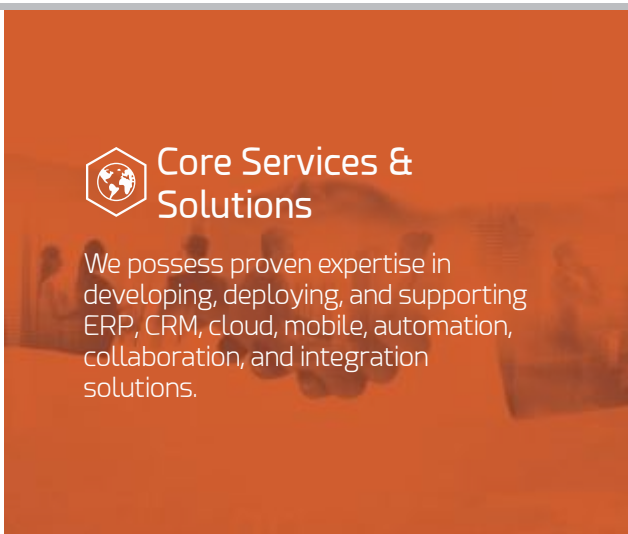 Core Services &
Solutions
We possess proven expertise in
developing, deploying, and supporting
ERP, CRM, cloud, mobile, automation,
collaboration, and integration
solutions.